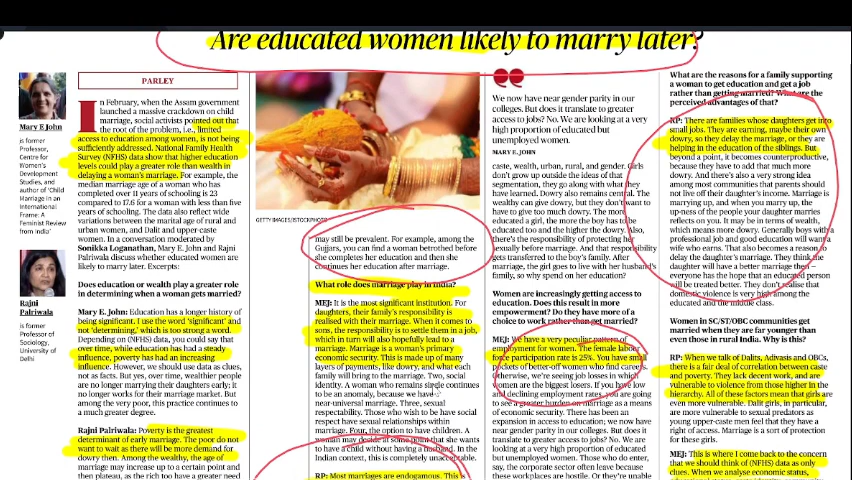 Are educated women likely to marry later?
Mary E John
is former
Professor,
Centre for
Women's
Development
Studies, and
author of 'Child
Marriage in an
International
Frame: A
Feminist Review
from India'
Rajni
Palriwala
is former
Professor of
Sociology,
University of
Delhi
PARLEY
In February, when the Assam government
launched a massive crackdown on child
marriage, social activists pointed out that
the root of the problem, i.e., limited
access to education among women, is not being
sufficiently addressed. National Family Health
Survey (NFHS) data show that higher education
levels could play a greater role than wealth in
delaying a woman's marriage. For example, the
median marriage age of a woman who has
completed over 11 years of schooling is 23
compared to 17.6 for a woman with less than five
years of schooling. The data also reflect wide
variations between the marital age of rural and
urban women, and Dalit and upper-caste
women. In a conversation moderated by
Sonikka Loganathan, Mary E John and Rajni
Palriwala discuss whether educated women are
likely to marry later. Excerpts:
Does education or wealth play a greater role
in determining when a woman gets married?
Mary E. John: Education has a longer history of
being significant. I use the word 'significant' and
not 'determining,' which is too strong a word.
Depending on (NFHS) data, you could say that
over time, while education has had a steady
influence, poverty has had an increasing
influence. However, we should use data as clues,
not as facts. But yes, over time, wealthier people
are no longer marrying their daughters early; it
no longer works for their marriage market. But
among the very poor, this practice continues to
a much greater degree.
Rajni Palriwala: Poverty is the greatest
determinant of early marriage. The poor do not
want to wait as there will be more demand for
dowry then. Among the wealthy, the age of
marriage may increase up to a certain point and
then plateau, as the rich too have a great deal
GETTY IMAGES/ISTOCKPHOTO
may still be prevalent. For example, among the
Gujjars, you can find a woman betrothed before
she completes her education and then she
continues her education after marriage.
What role does marriage play in India?
MEJ: It is the most significant institution. For
daughters, their family's responsibility is
realised with their marriage. When it comes to
sons, the responsibility is to settle them in a job,
which in turn will also hopefully lead to a
marriage. Marriage is a woman's primary
economic security. This is made up of many
layers of payments, like dowry, and what each
family will bring to the marriage. Two, social
identity. A woman who remains single continues
to be an anomaly, because we have
near-universal marriage. Three, sexual
respectability. Those who wish to be have social
respect have sexual relationships within
marriage. Four, the option to have children. A
woman may decide at some point that she wants
to have a child without having a husband. In the
Indian context, this is completely unacceptable.
RP: Most marriages are endogamous. This is
We now have near gender parity in our
colleges. But does it translate to greater
access to jobs? No. We are looking at a very
high proportion of educated but
unemployed women.
MARY E. JOHN
caste, wealth, urban, rural, and gender. Girls
don't grow up outside the ideas of that
segmentation, they go along with what they
have learned. Dowry also remains central. The
wealthy can give dowry, but they don't want to
have to give too much dowry. The more
educated a girl, the more the boy has to be
educated too and the higher the dowry. Also,
there's the responsibility of protecting her
sexually before marriage. And that responsibility
gets transferred to the boy's family. After
marriage, the girl goes to live with her husband's
family, so why spend on her education?
Women are increasingly getting access to
education. Does this result in more
empowerment? Do they have more of a
choice to work rather than get married?
MEJ: We have a very peculiar pattern of
employment for women. The female labour
force participation rate is 25%. You have small
pockets of better-off women who find careers.
Otherwise, we're seeing job losses in which
women are the biggest losers. If you have low
and declining employment rates, you are going
to see a greater burden on marriage as a means
of economic security. There has been an
expansion in access to education; we now have
near gender parity in our colleges. But does it
translate to greater access to jobs? No. We are
looking at a very high proportion of educated
but unemployed women. Those who do enter,
say, the corporate sector often leave because
these workplaces are hostile. Or they're unable
What are the reasons for a family supporting
a woman to get education and get a job
rather than getting married? What are the
perceived advantages of that?
RP: There are families whose daughters get into
small jobs. They are earning, maybe their own
dowry, so they delay the marriage, or they are
helping in the education of the siblings. But
beyond a point, it becomes counterproductive,
because they have to add that much more
dowry. And there's also a very strong idea
among most communities that parents should
not live off their daughter's income. Marriage is
marrying up, and when you marry up, the
up-ness of the people your daughter marries
reflects on you. It may be in terms of wealth,
which means more dowry. Generally boys with a
professional job and good education will want a
wife who earns. That also becomes a reason to
delay the daughter's marriage. They think the
daughter will have a better marriage then —
everyone has the hope that an educated person
will be treated better. They don't realise that
domestic violence is very high among the
educated and the middle class.
Women in SC/ST/OBC communities get
married when they are far younger than
even those in rural India. Why is this?
RP: When we talk of Dalits, Adivasis and OBCs,
there is a fair deal of correlation between caste
and poverty. They lack decent work, and are
vulnerable to violence from those higher in the
hierarchy. All of these factors mean that girls are
even more vulnerable. Dalit girls, in particular,
are more vulnerable to sexual predators as
young upper-caste men feel that they have a
right of access. Marriage is a sort of protection
for these girls.
MEJ: This is where I come back to the concern
that we should think of (NFHS) data as only
clues. When we analyse economic status,